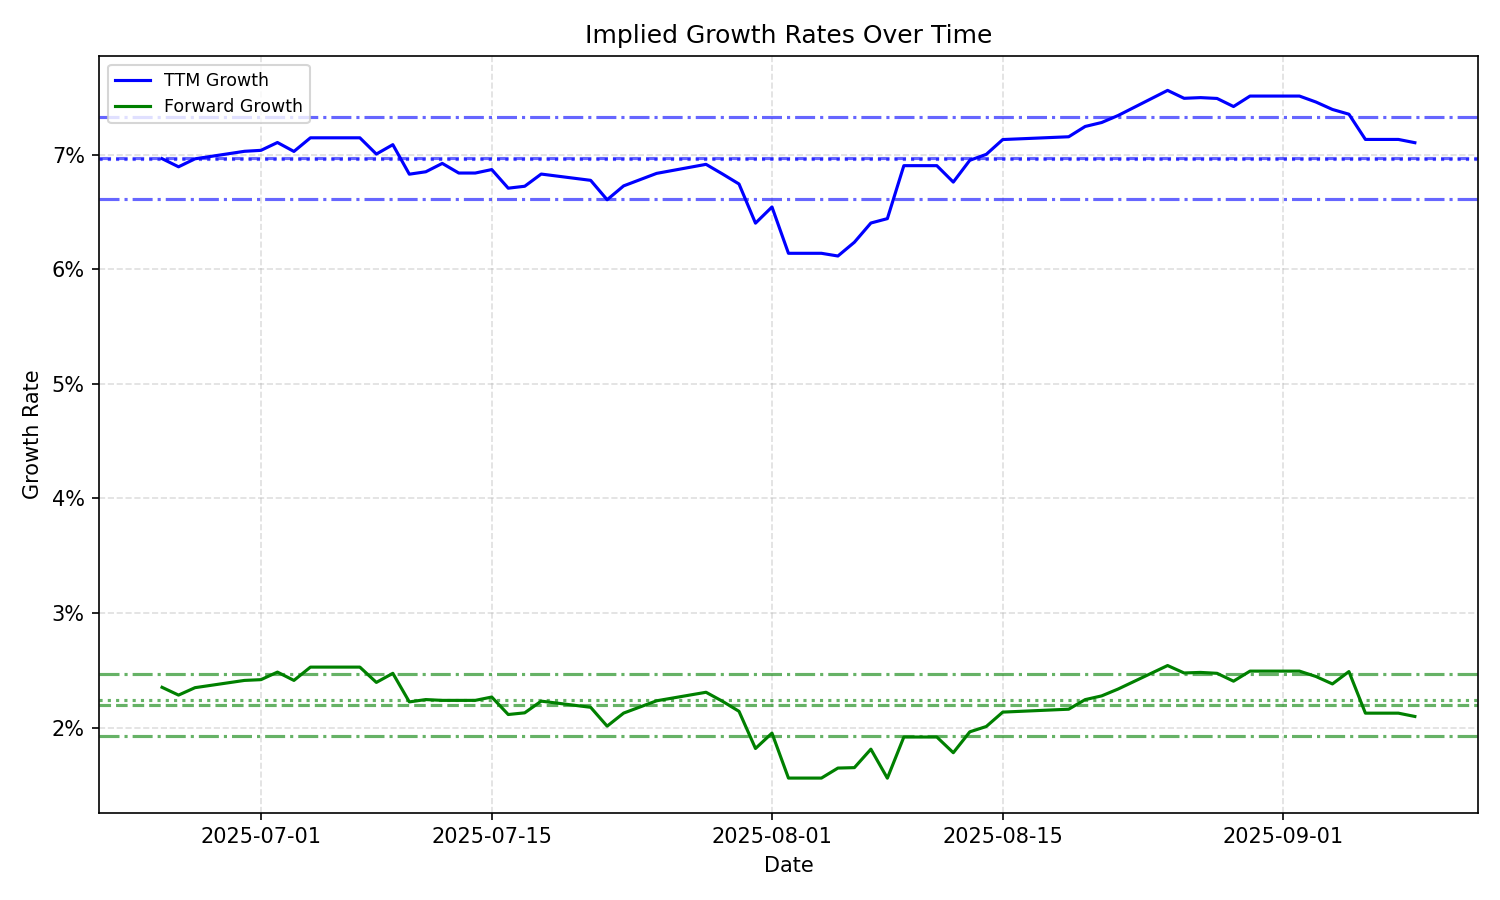 Implied Growth Rates Over Time
TTM Growth
Forward Growth
Growth Rate
7%
6%
5%
4%
3%
2%
2025-07-01
2025-07-15
2025-08-01
2025-08-15
2025-09-01
Date